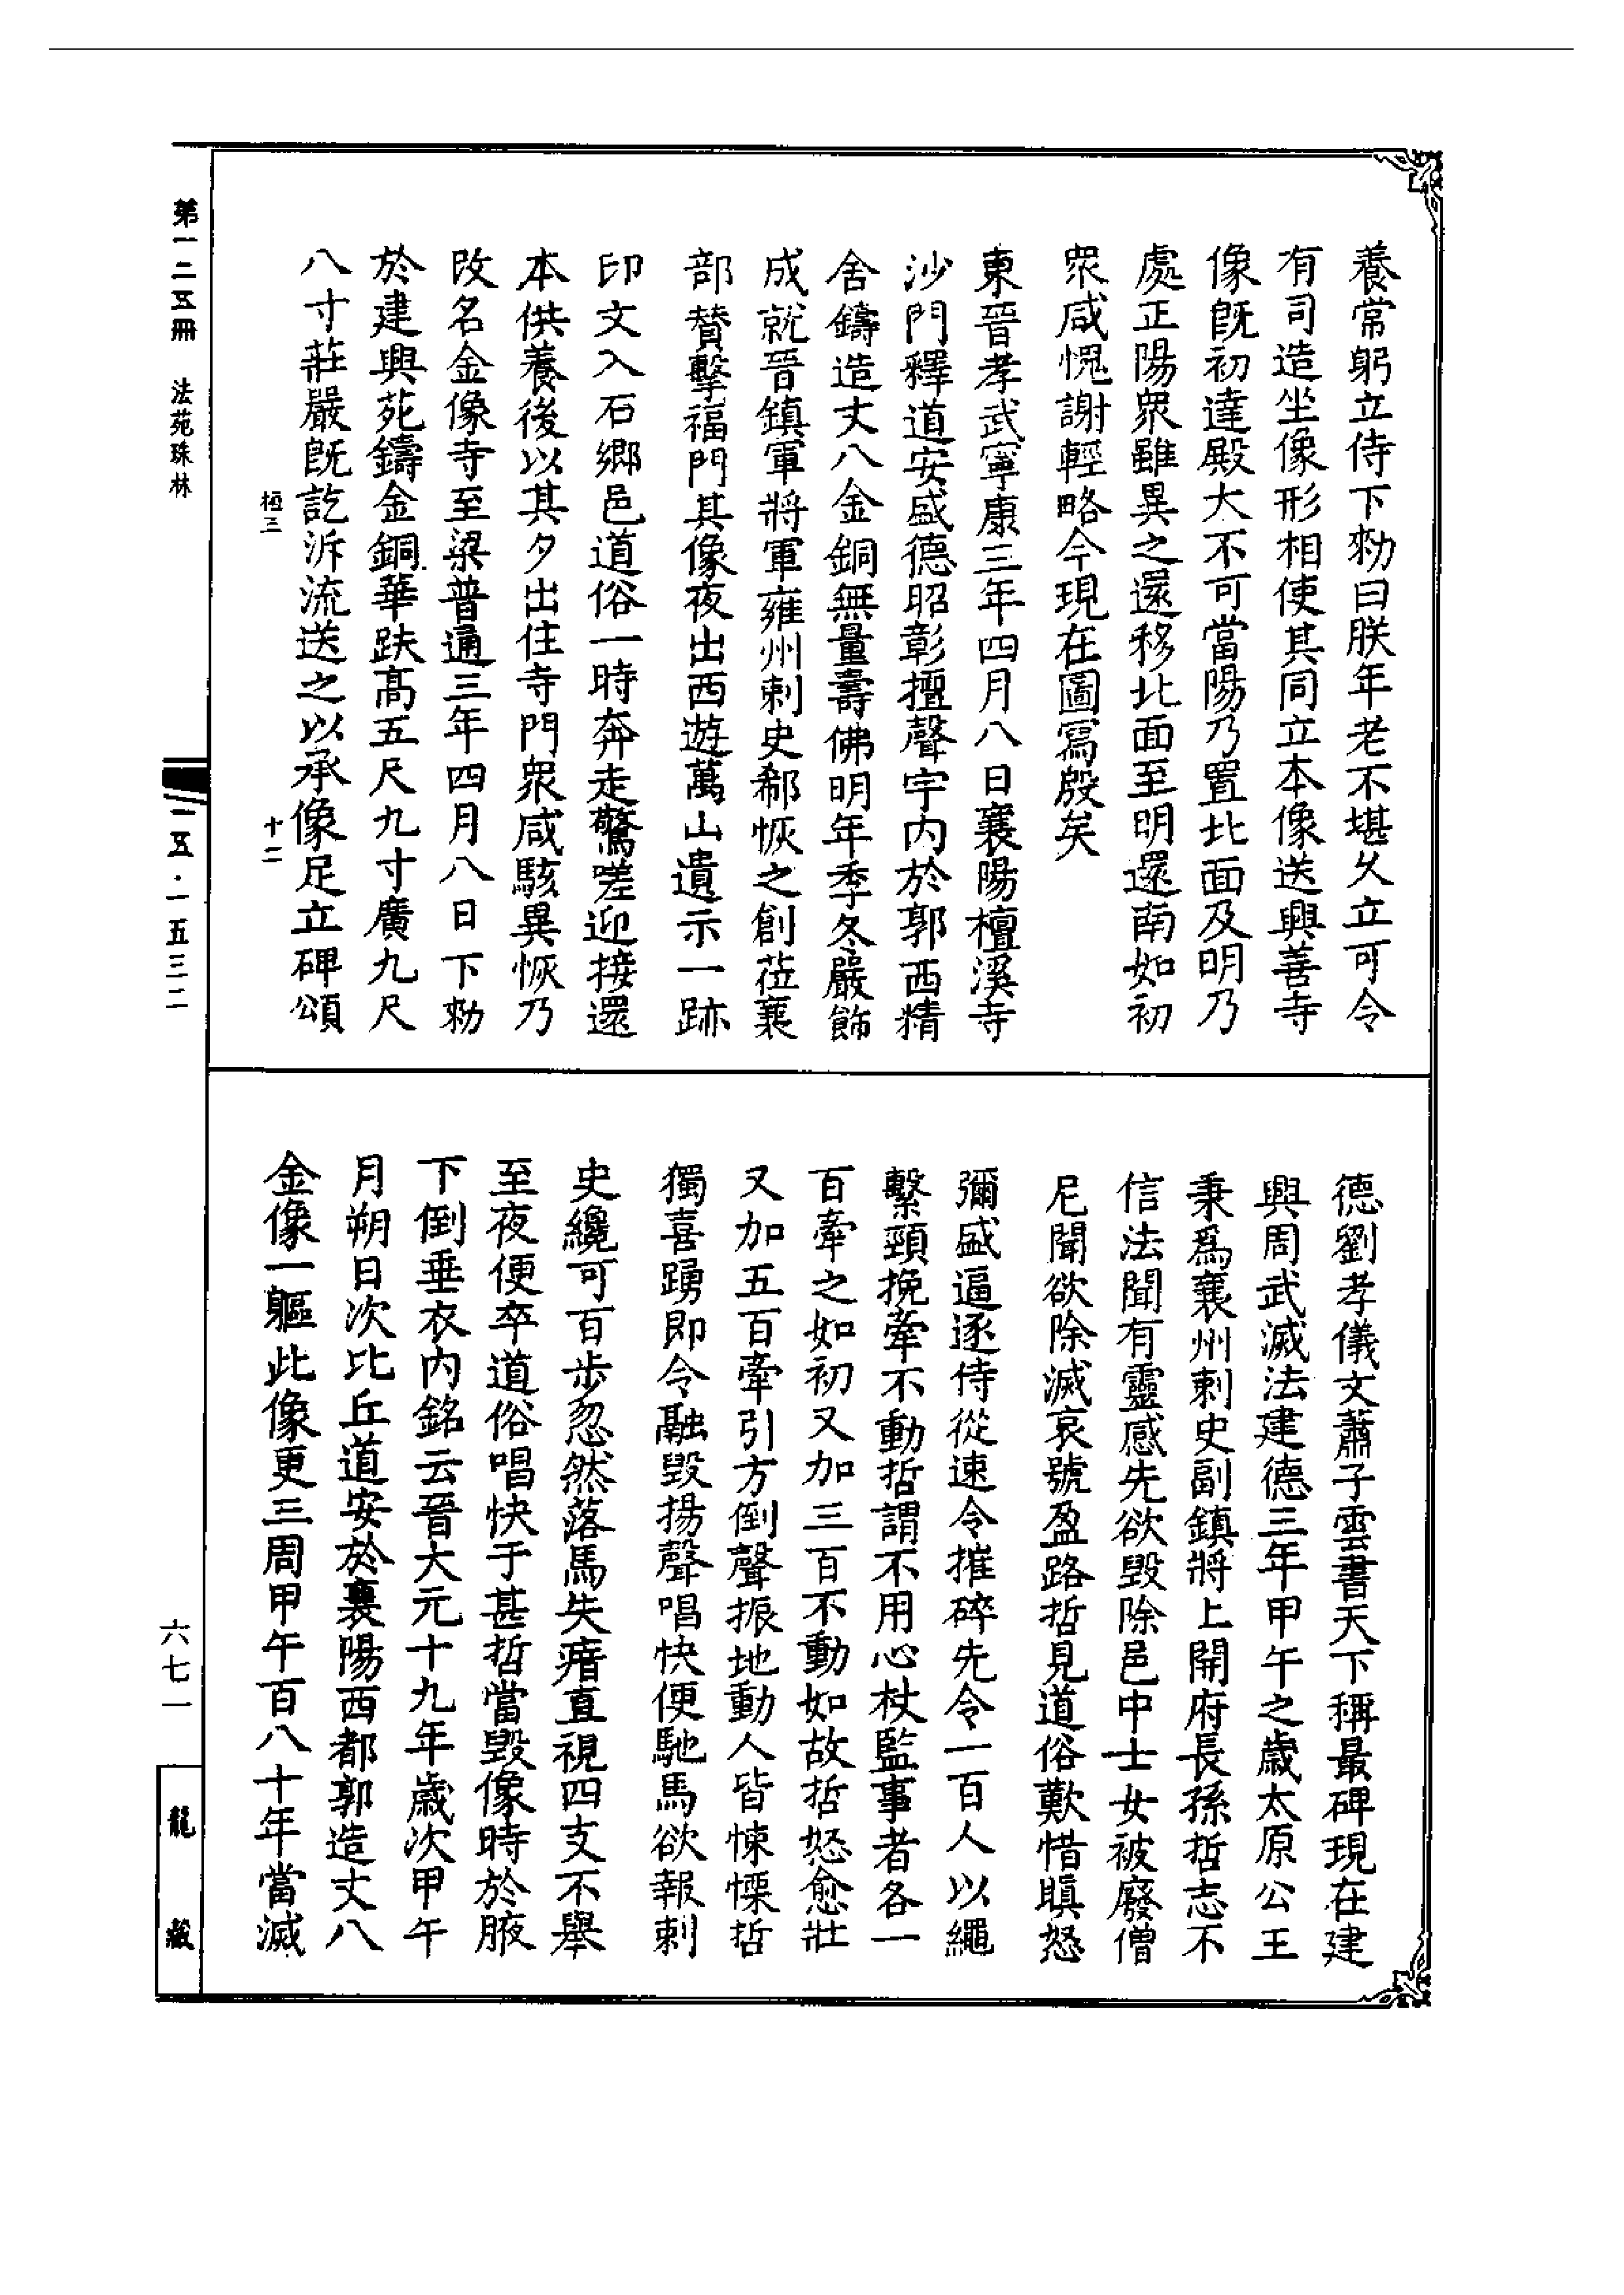 養常躬立侍下勑曰朕年老不堪久立可令
有司造坐像形相使其同立本像送興善寺
像旣初達殿大不可當陽乃置北面及明乃
處正陽衆雖異之還移北面至明還南如初
衆咸愧謝輕略今現在圖寫殷矣
東晉孝武寧康三年四月八日襄陽檀溪寺
沙門釋道安盛德昭彰擅聲宇內於郭西精
舍鑄造丈八金銅無量壽佛明年季冬嚴飾
成就晉鎮軍將軍雍州刺史郗恢之創莅襄
部贊擊福門其像夜出西遊萬山遺示一跡
印文入石鄉邑道俗一時奔走驚嗟迎接還
本供養後以其夕出住寺門衆咸駭異恢乃
改名金像寺至梁普通三年四月八日下勑
於建興苑鑄金銅華趺高五尺九寸廣九尺
八寸莊嚴旣訖泝流送之以承像足立碑頌
桓三
十二
德劉孝儀文蕭子雲書天下稱最碑現在建
興周武滅法建德三年甲午之歲太原公王
秉爲襄州刺史副鎮將上開府長孫哲志不
信法聞有靈感先欲毀除邑中士女被廢僧
尼聞欲除滅哀號盈路哲見道俗歎惜瞋怒
彌盛逼逐侍從速令摧碎先令一百人以繩
繫頸挽牽不動哲謂不用心杖監事者各一
百牽之如初又加三百不動如故哲怒愈壯
又加五百牽引方倒聲振地動人皆悚慄哲
獨喜踴即令融毀揚聲唱快便馳馬欲報刺
史纔可百步忽然落馬失瘖直視四支不舉
至夜便卒道俗唱快于甚哲當毀像時於腋
下倒垂衣內銘云晉大元十九年歲次甲午
月朔日次比丘道安於襄陽西都郭造丈八
金像一軀此像更三周甲午百八十年當滅
第一二五冊 法苑珠林
一五·一五三二
六七一
龍藏